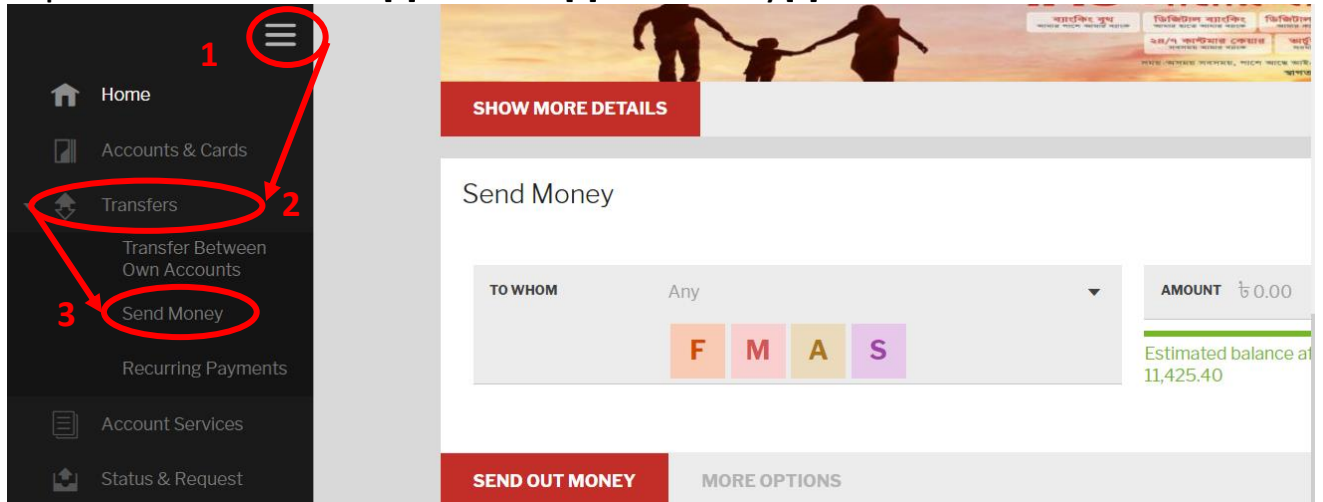 1
Home
SHOW MORE DETAILS
Accounts & Cards
Transfers
2
Send Money
Transfer Between
Own Accounts
TO WHOM
Any
AMOUNT ৳ 0.00
3
Send Money
F M A S
Estimated balance
11,425.40
Recurring Payments
Account Services
Status & Request
SEND OUT MONEY
MORE OPTIONS